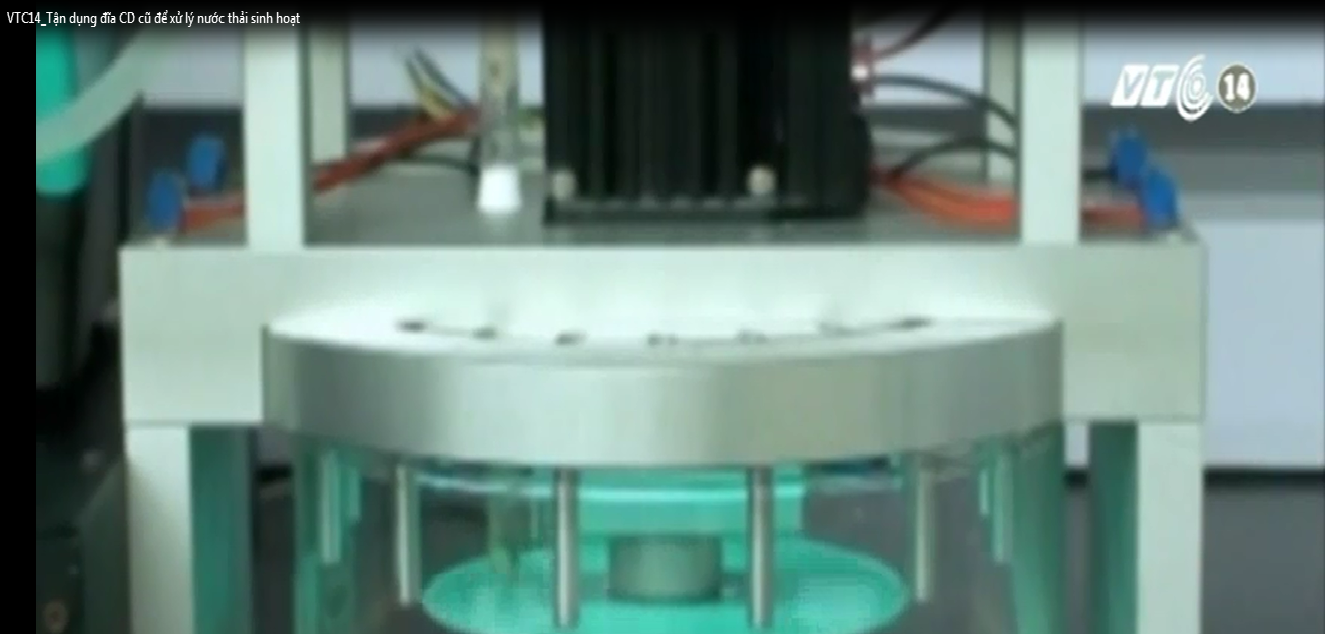 VTC14_Tận dụng đĩa CD cũ để xử lý nước thải sinh hoạt
VTC 14